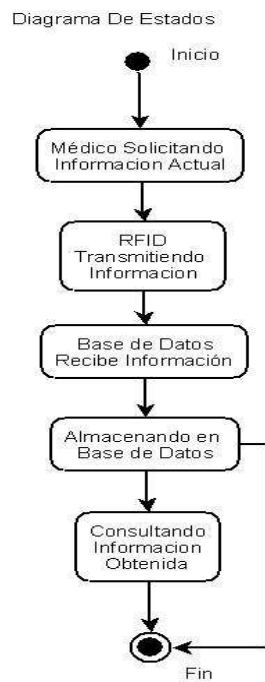 Diagrama De Estados
Inicio
Médico Solicitando
Informacion Actual
RFID
Transmitiendo
Informacion
Base de Datos
Recibe Información
Almacenando en
Base de Datos
Consultando
Informacion
Obtenida
Fin